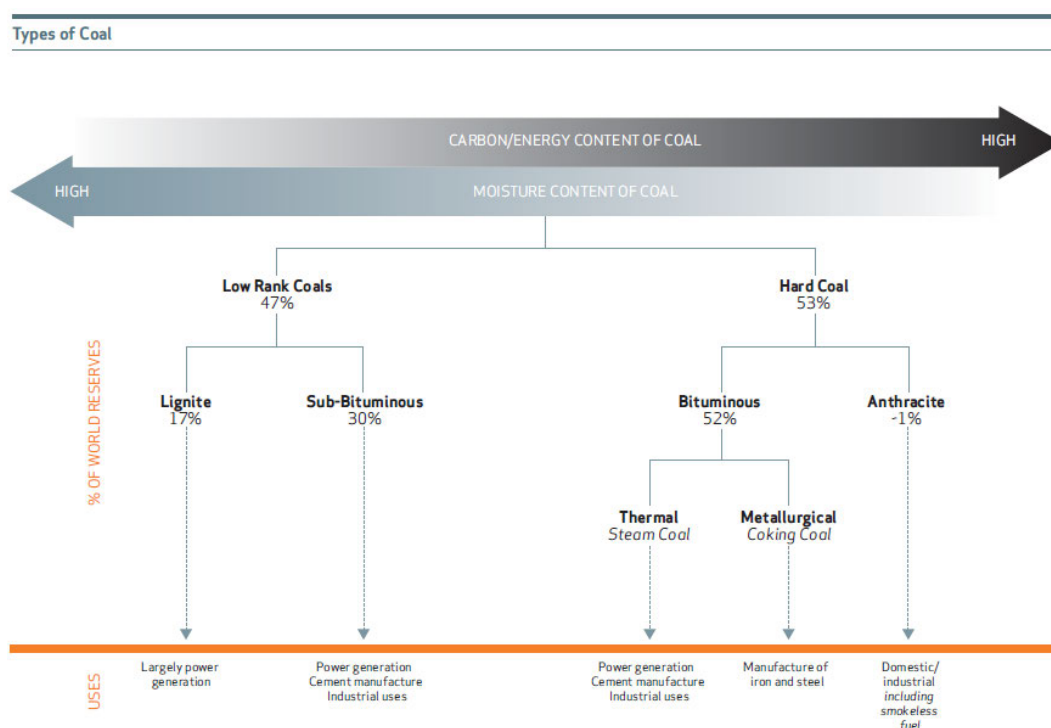 Types of Coal
CARBON/ENERGY CONTENT OF COAL
HIGH
HIGH
MOISTURE CONTENT OF COAL
Low Rank Coals
47%
Hard Coal
53%
% OF WORLD RESERVES
Lignite
17%
Sub-Bituminous
30%
Bituminous
52%
Anthracite
~1%
Thermal
Steam Coal
Metallurgical
Coking Coal
USES
Largely power
generation
Power generation
Cement manufacture
Industrial uses
Power generation
Cement manufacture
Industrial uses
Manufacture of
iron and steel
Domestic/
industrial
including
smokeless
fuel